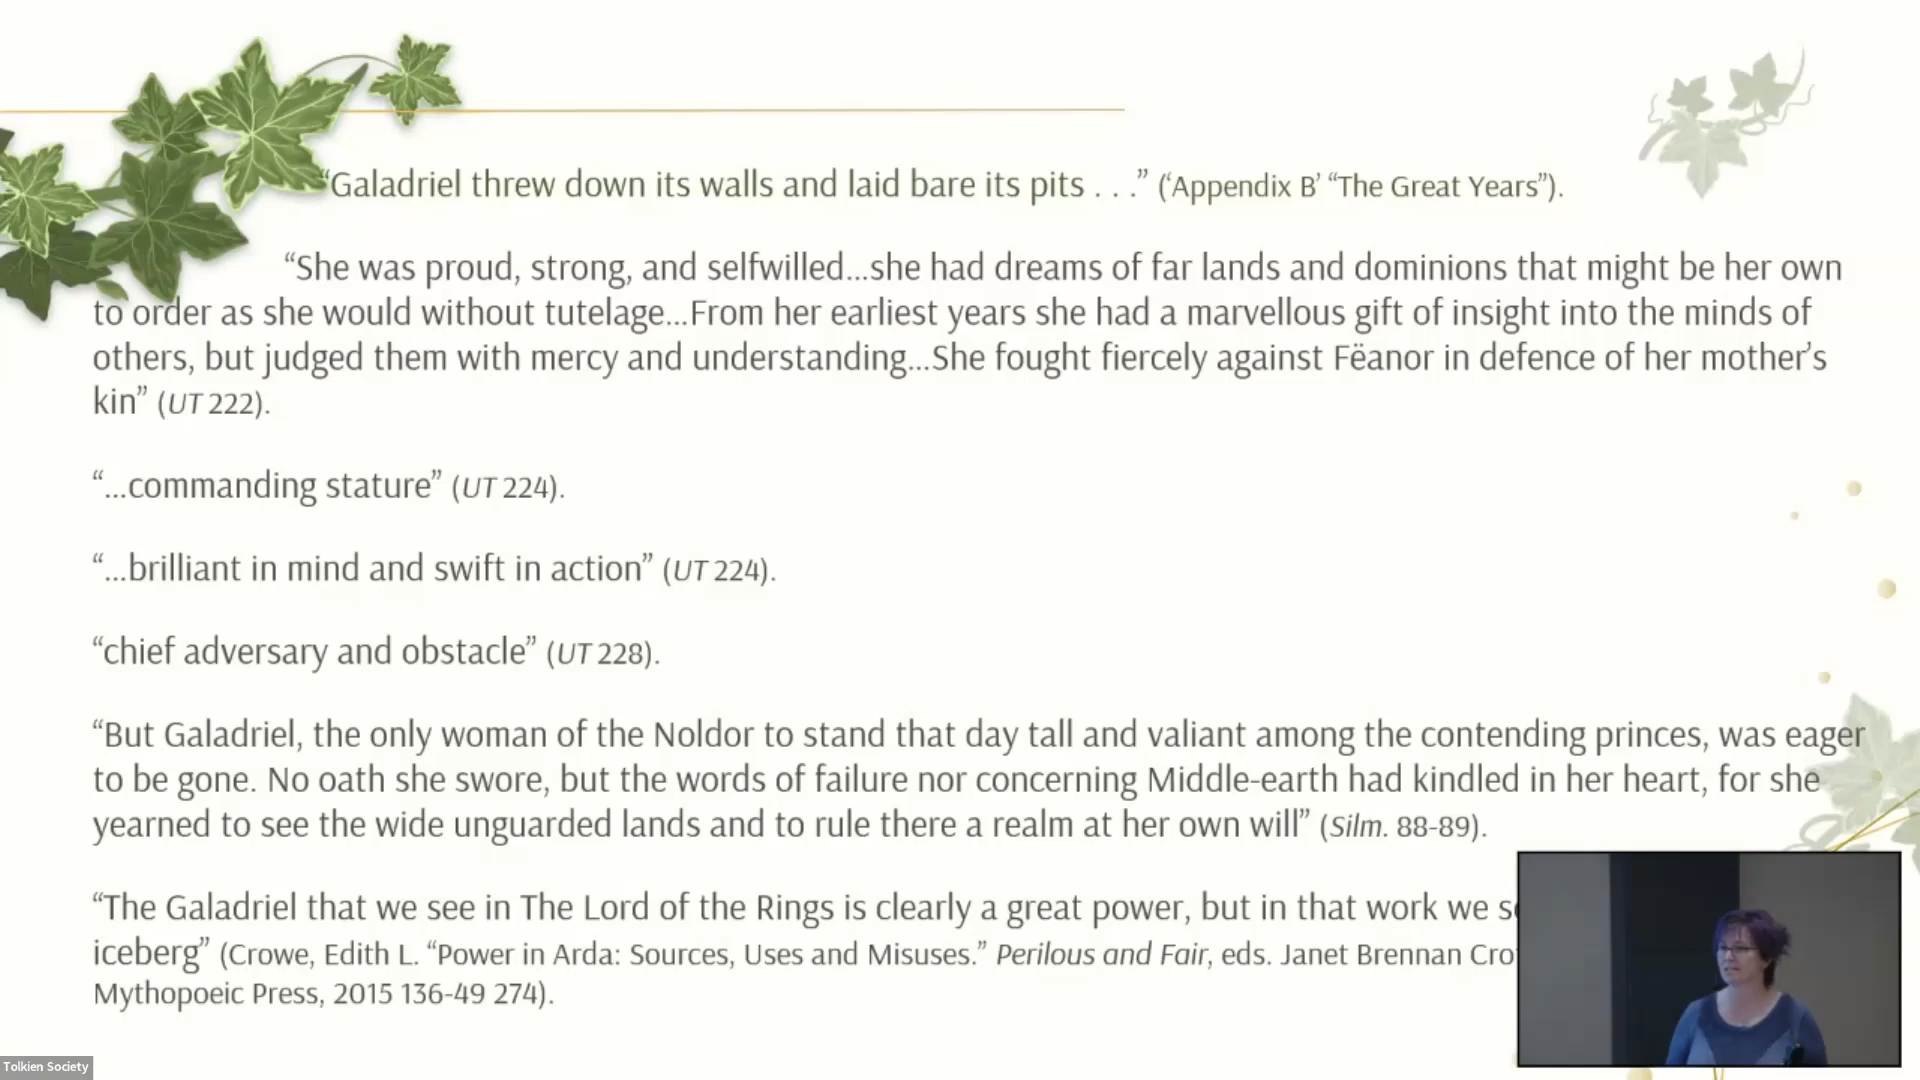 “Galadriel threw down its walls and laid bare its pits . . .” (‘Appendix B’ “The Great Years”).
“She was proud, strong, and selfwilled...she had dreams of far lands and dominions that might be her own
to order as she would without tutelage...From her earliest years she had a marvellous gift of insight into the minds of
others, but judged them with mercy and understanding...She fought fiercely against Fëanor in defence of her mother’s
kin” (UT 222).
“...commanding stature” (UT 224).
“...brilliant in mind and swift in action” (UT 224).
“chief adversary and obstacle” (UT 228).
“But Galadriel, the only woman of the Noldor to stand that day tall and valiant among the contending princes, was eager
to be gone. No oath she swore, but the words of failure nor concerning Middle-earth had kindled in her heart, for she
yearned to see the wide unguarded lands and to rule there a realm at her own will” (Silm. 88-89).
“The Galadriel that we see in The Lord of the Rings is clearly a great power, but in that work we
iceberg” (Crowe, Edith L. “Power in Arda: Sources, Uses and Misuses.” Perilous and Fair, eds. Janet Brennan
Mythopoeic Press, 2015 136-49 274).
Tolkien Society